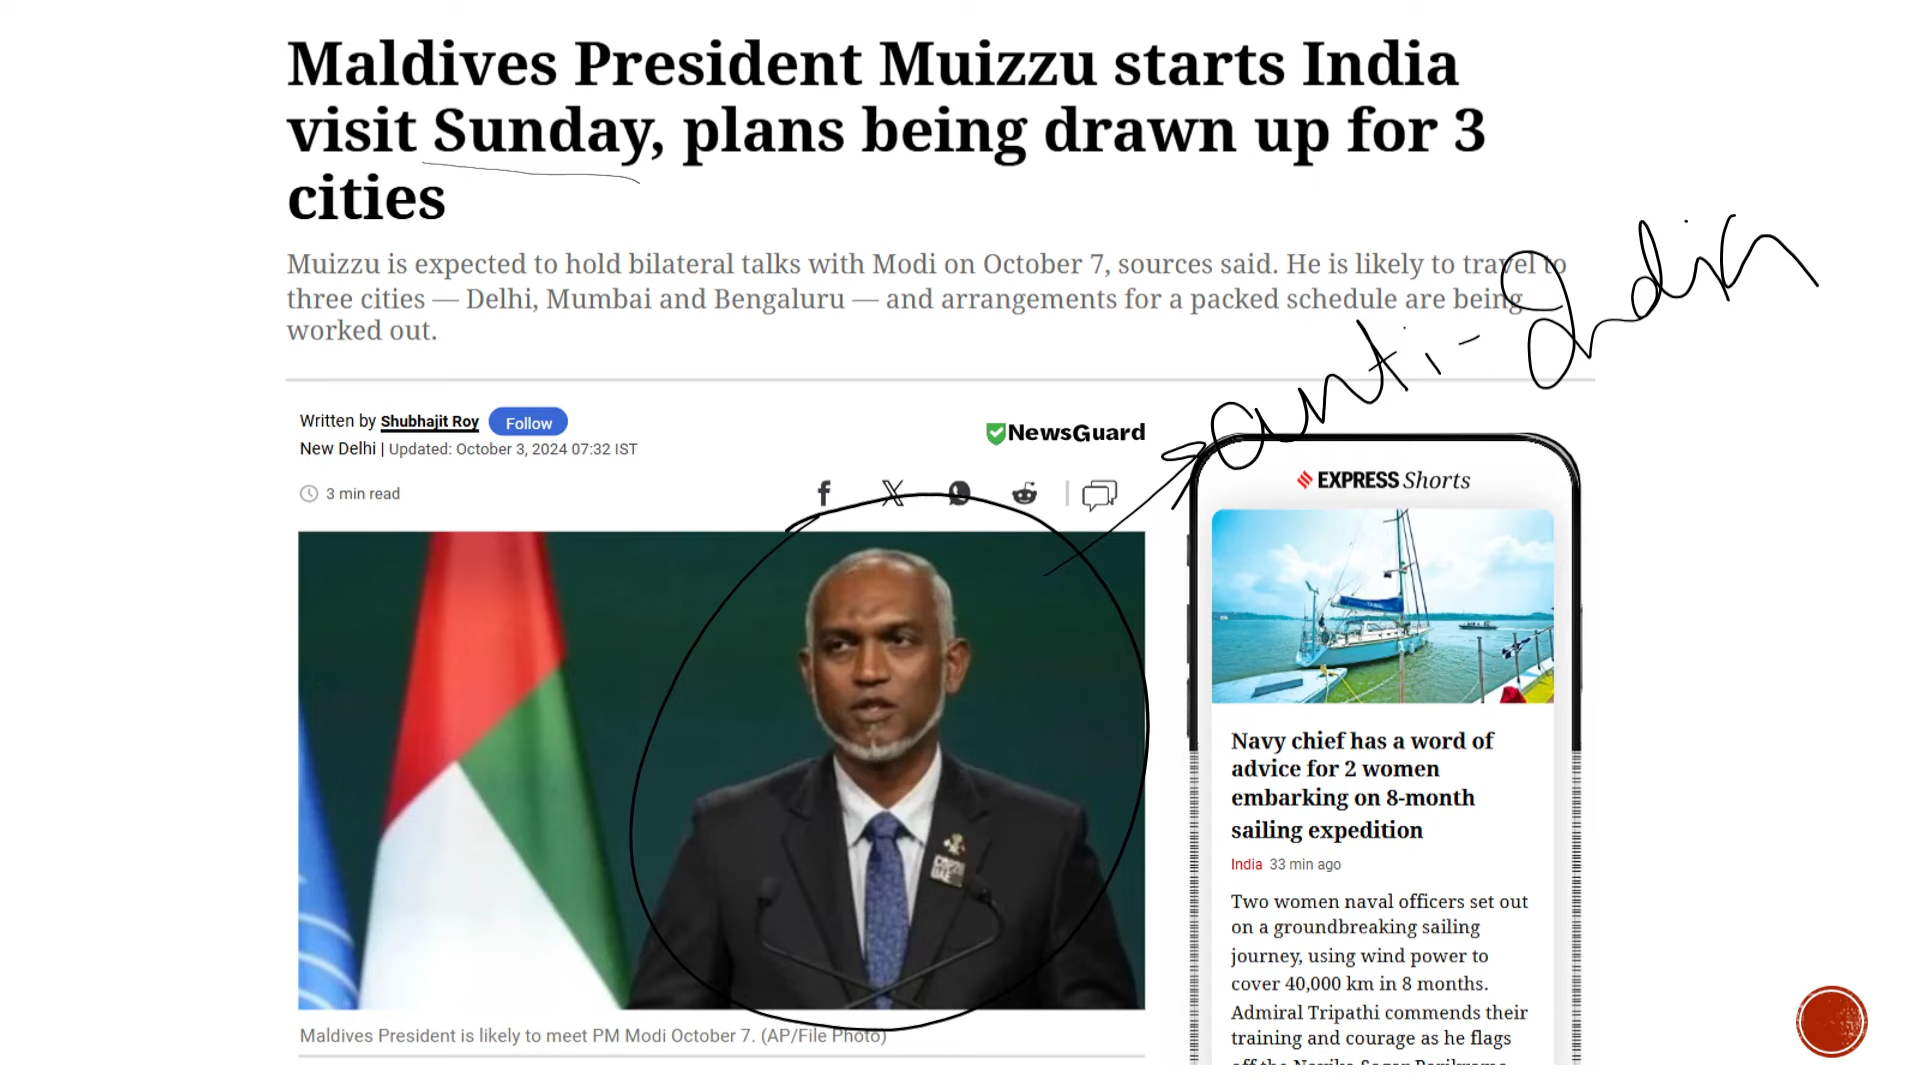 Maldives President Muizzu starts India
visit Sunday, plans being drawn up for 3
cities
Muizzu is expected to hold bilateral talks with Modi on October 7, sources said. He is likely to travel to
three cities — Delhi, Mumbai and Bengaluru — and arrangements for a packed schedule are being
worked out.
anti-India
Written by Shubhajit Roy Follow
New Delhi | Updated: October 3, 2024 07:32 IST
NewsGuard
3 min read
COP28
UAE
Maldives President is likely to meet PM Modi October 7. (AP/File Photo)
EXPRESS Shorts
Navy chief has a word of
advice for 2 women
embarking on 8-month
sailing expedition
India 33 min ago
Two women naval officers set out
on a groundbreaking sailing
journey, using wind power to
cover 40,000 km in 8 months.
Admiral Tripathi commends their
training and courage as he flags